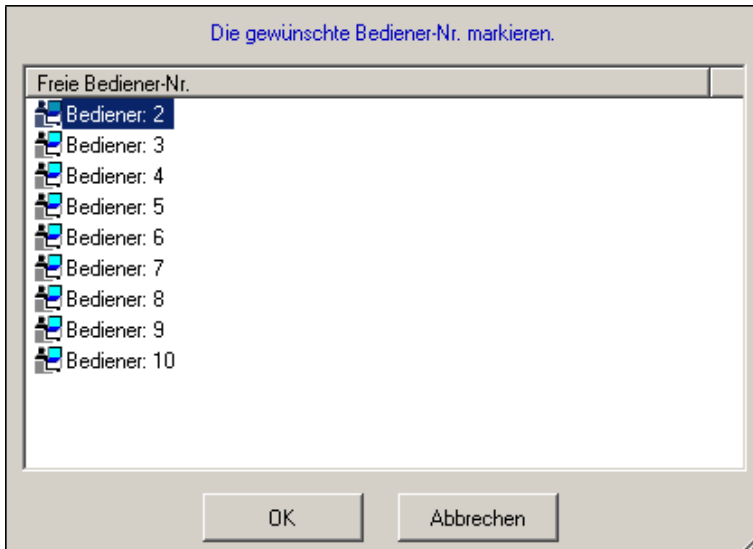 Die gewünschte Bediener-Nr. markieren.
Freie Bediener-Nr.
Bediener: 2
Bediener: 3
Bediener: 4
Bediener: 5
Bediener: 6
Bediener: 7
Bediener: 8
Bediener: 9
Bediener: 10
OK Abbrechen